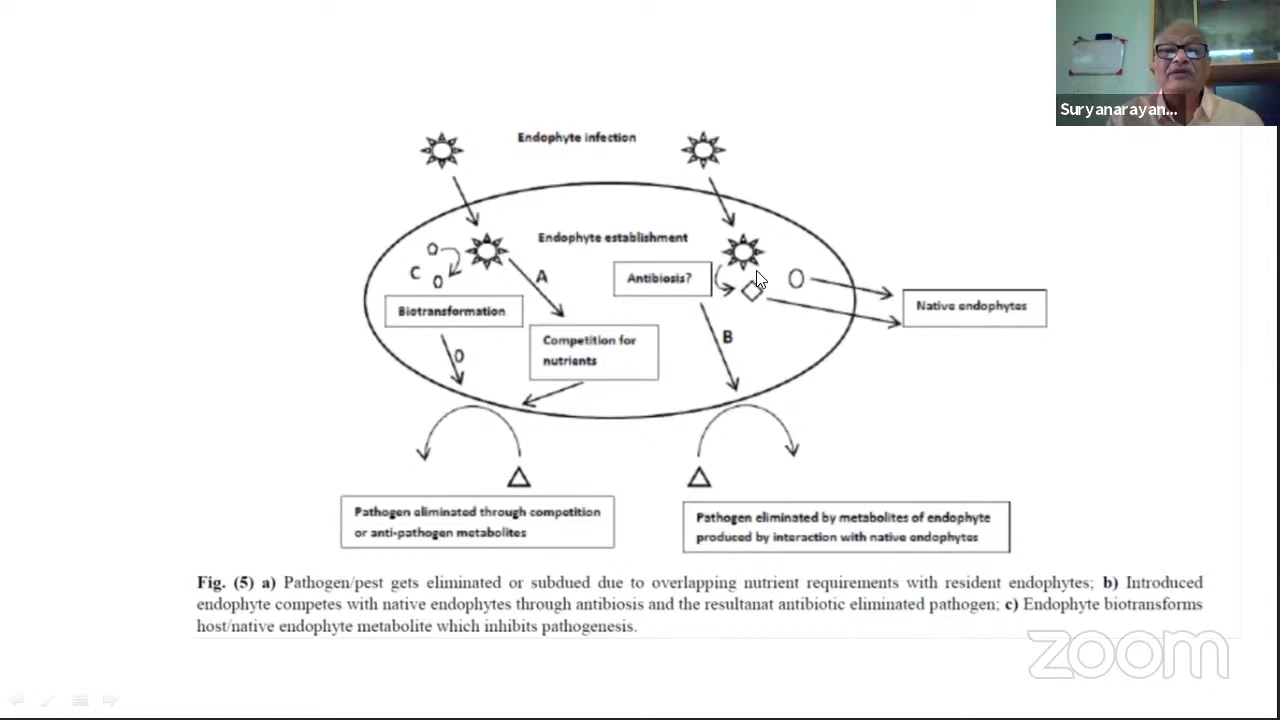 Suryanarayan...
Endophyte infection
Endophyte establishment
C
A
Antibiosis?
Biotransformation
Native endophytes
B
Competition for
nutrients
Pathogen eliminated through competition
or anti-pathogen metabolites
Pathogen eliminated by metabolites of endophyte
produced by interaction with native endophytes
Fig. (5) a) Pathogen/pest gets eliminated or subdued due to overlapping nutrient requirements with resident endophytes; b) Introduced
endophyte competes with native endophytes through antibiosis and the resultanat antibiotic eliminated pathogen; c) Endophyte biotransforms
host/native endophyte metabolite which inhibits pathogenesis.
zoom